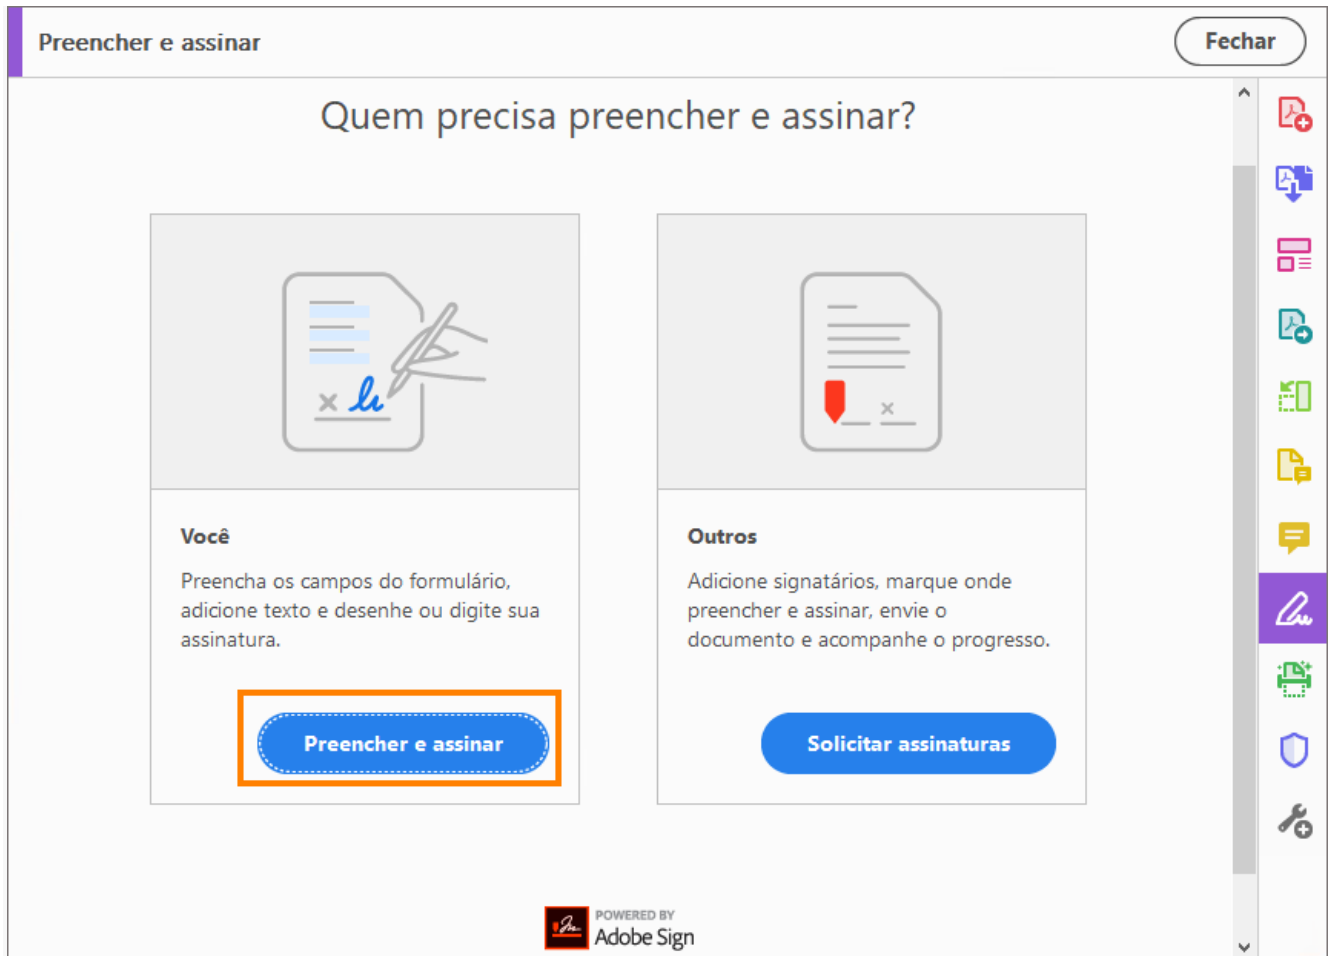 Preencher e assinar
Fechar
Quem precisa preencher e assinar?
Você
Preencha os campos do formulário,
adicione texto e desenhe ou digite sua
assinatura.
Preencher e assinar
Outros
Adicione signatários, marque onde
preencher e assinar, envie o
documento e acompanhe o progresso.
Solicitar assinaturas
POWERED BY
Adobe Sign